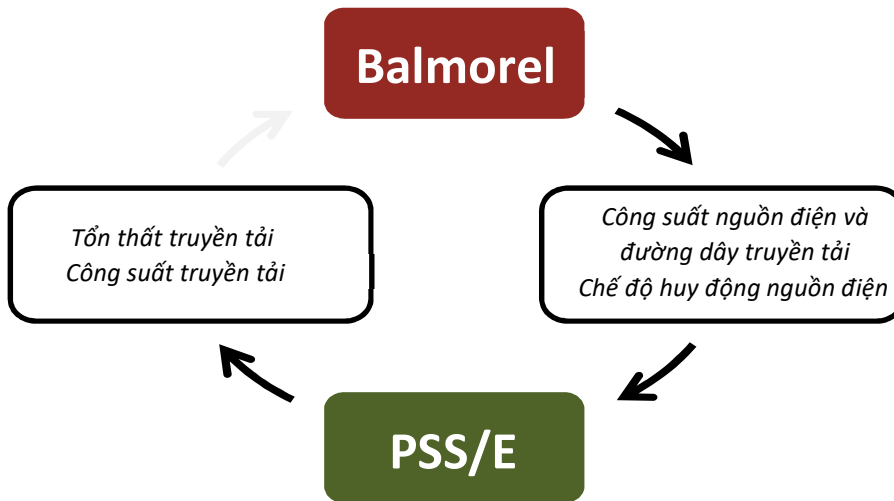 Balmorel
Tổn thất truyền tải
Công suất truyền tải
Công suất nguồn điện và
đường dây truyền tải
Chế độ huy động nguồn điện
PSS/E